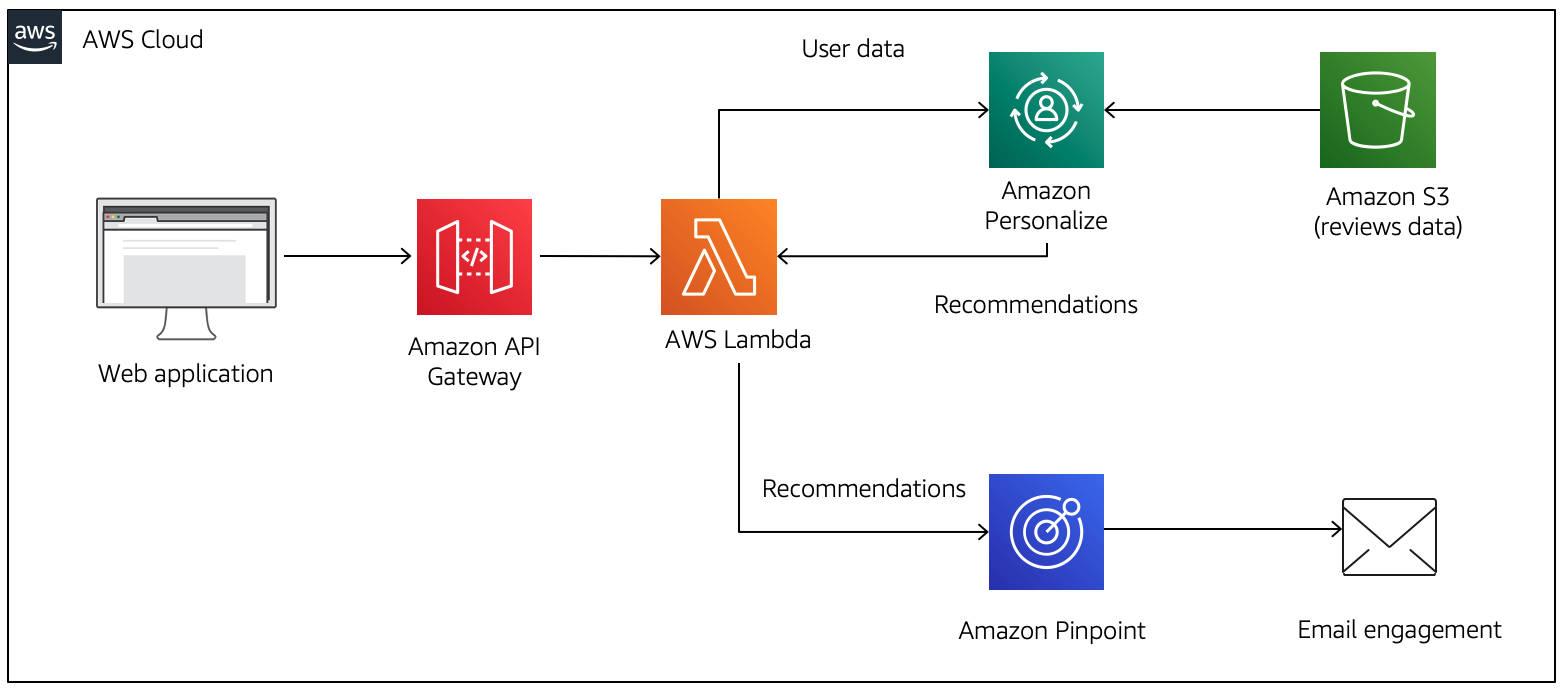 aws
AWS Cloud
User data
Amazon
Personalize
Amazon S3
(reviews data)
Web application
Amazon API
Gateway
AWS Lambda
Recommendations
Recommendations
Amazon Pinpoint
Email engagement